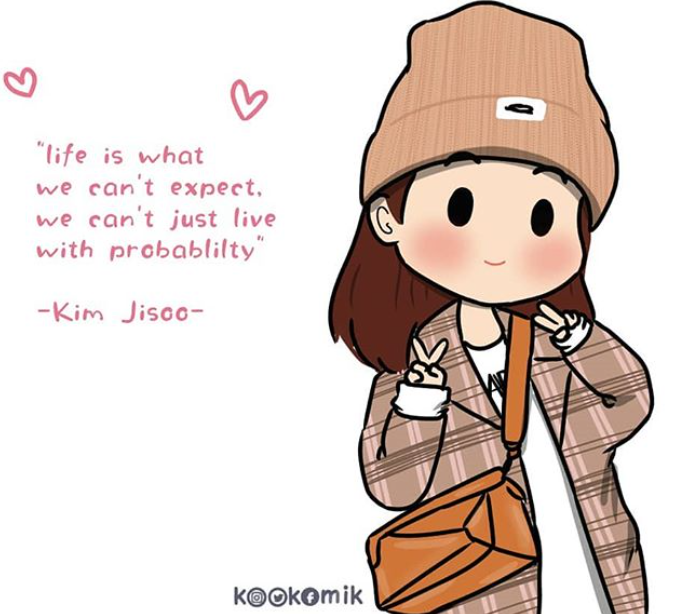 "life is what
we can't expect,
we can't just live
with probablilty"
-Kim Jisoo-
kookomik